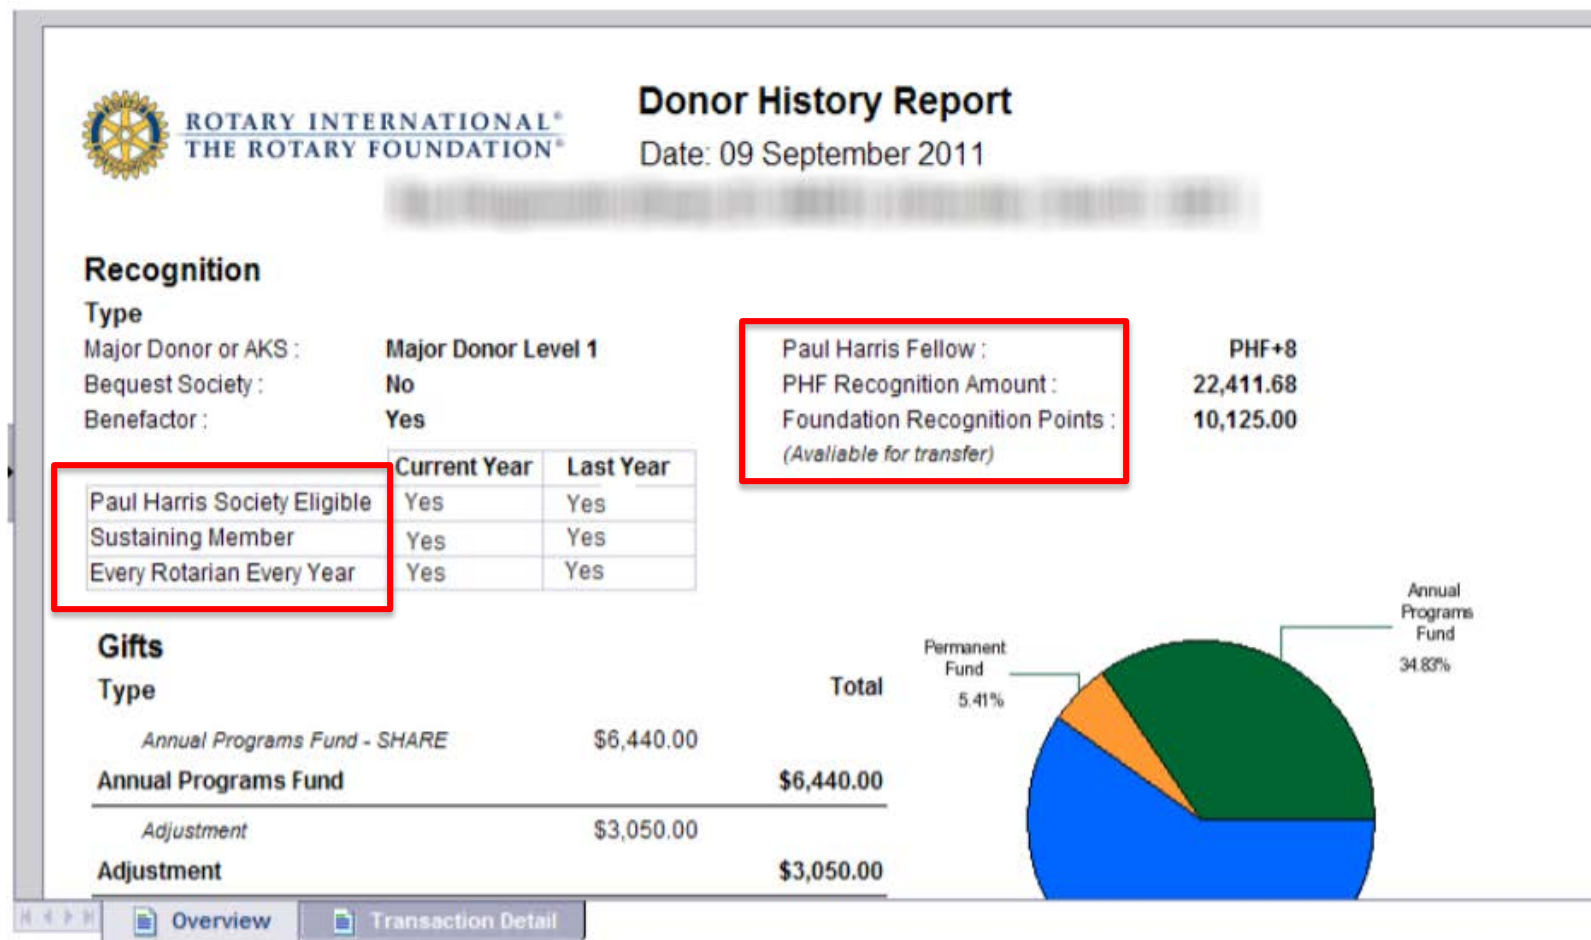 ROTARY INTERNATIONAL®
THE ROTARY FOUNDATION®
Donor History Report
Date: 09 September 2011
Recognition
Type
Major Donor or AKS : Major Donor Level 1
Bequest Society : No
Benefactor : Yes
Paul Harris Fellow : PHF+8
PHF Recognition Amount : 22,411.68
Foundation Recognition Points : 10,125.00
(Avaliable for transfer)
Current Year Last Year
Paul Harris Society Eligible Yes Yes
Sustaining Member Yes Yes
Every Rotarian Every Year Yes Yes
Gifts
Type Total
Annual Programs Fund - SHARE $6,440.00
Annual Programs Fund $6,440.00
Adjustment $3,050.00
Adjustment $3,050.00
Permanent
Fund
5.41%
Annual
Programs
Fund
34.83%
Overview Transaction Detail